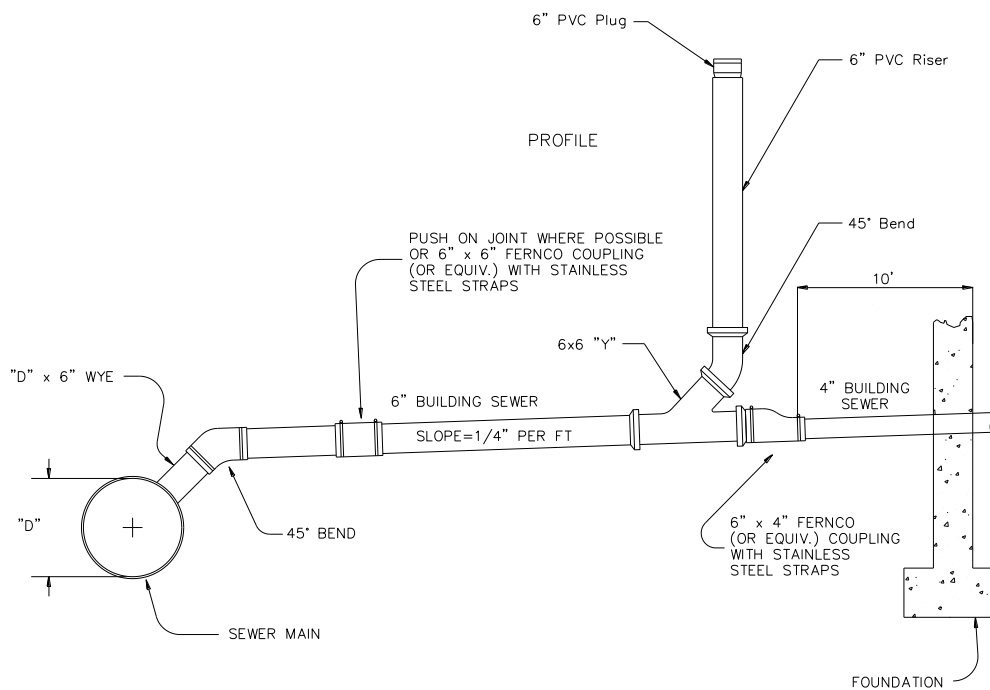 6" PVC Plug
6" PVC Riser
PROFILE
PUSH ON JOINT WHERE POSSIBLE
OR 6" x 6" FERNCO COUPLING
(OR EQUIV.) WITH STAINLESS
STEEL STRAPS
45° Bend
10'
6x6 "Y"
"D" x 6" WYE
6" BUILDING SEWER
4" BUILDING
SEWER
SLOPE=1/4" PER FT
"D"
45° BEND
6" x 4" FERNCO
(OR EQUIV.) COUPLING
WITH STAINLESS
STEEL STRAPS
SEWER MAIN
FOUNDATION